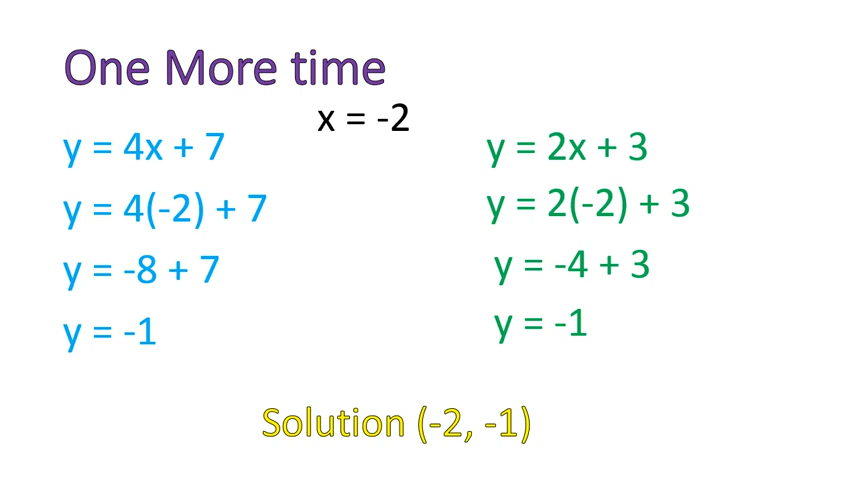 One More time
x = -2
y = 4x + 7
y = 4(-2) + 7
y = -8 + 7
y = -1
y = 2x + 3
y = 2(-2) + 3
y = -4 + 3
y = -1
Solution (-2, -1)